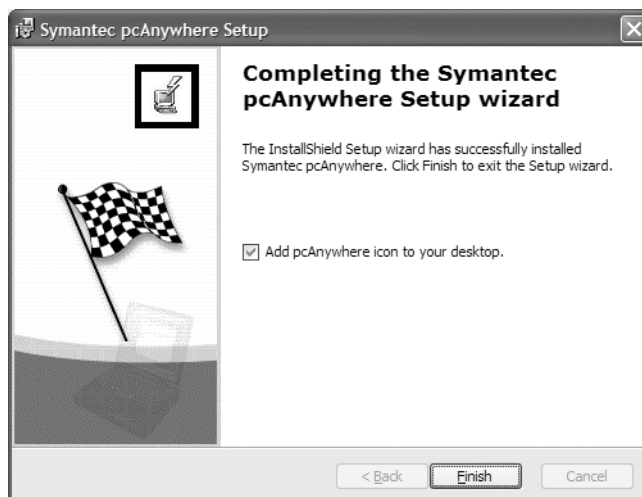 Symantec pcAnywhere Setup
Completing the Symantec
pcAnywhere Setup wizard
The InstallShield Setup wizard has successfully installed
Symantec pcAnywhere. Click Finish to exit the Setup wizard.
Add pcAnywhere icon to your desktop.
< Back
Finish
Cancel